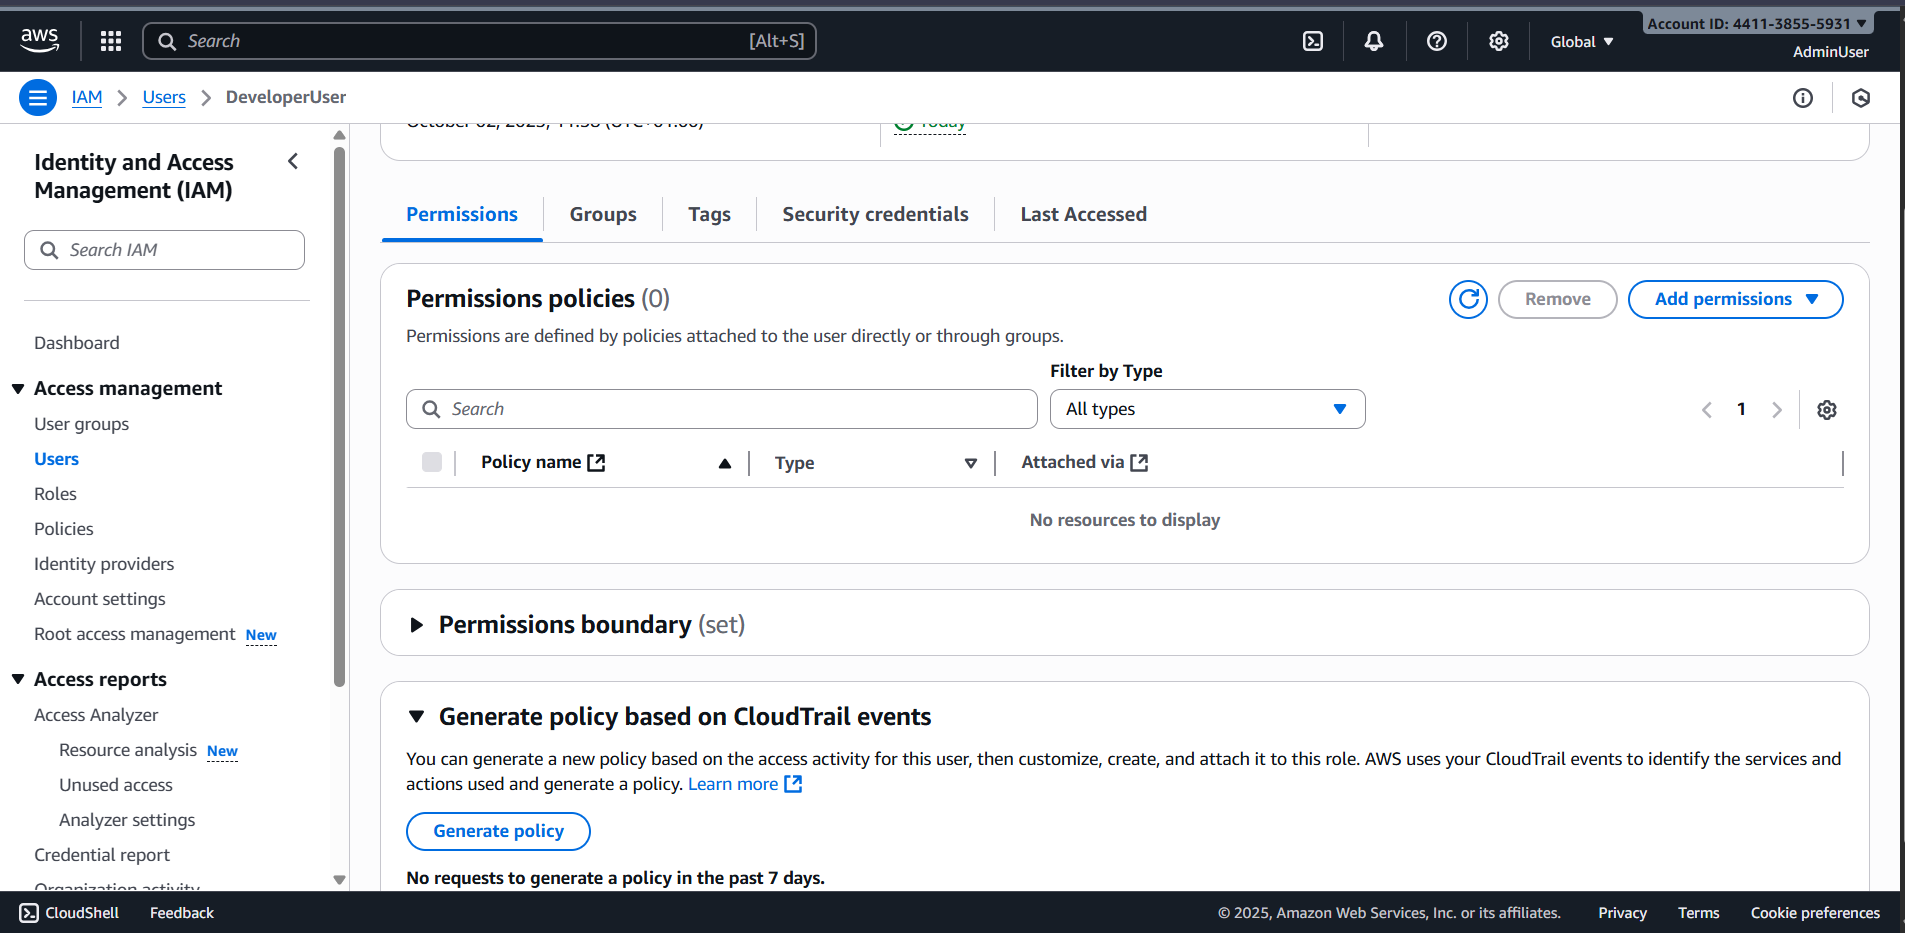 aws
Search
[Alt+S]
Global
Account ID: 4411-3855-5931
AdminUser
IAM
Users
DeveloperUser
Identity and Access
Management (IAM)
Search IAM
Dashboard
Access management
User groups
Users
Roles
Policies
Identity providers
Account settings
Root access management New
Access reports
Access Analyzer
Resource analysis New
Unused access
Analyzer settings
Credential report
Organization activity
Today
Permissions
Groups
Tags
Security credentials
Last Accessed
Permissions policies (0)
Remove
Add permissions
Permissions are defined by policies attached to the user directly or through groups.
Filter by Type
Search
All types
1
Policy name
Type
Attached via
No resources to display
Permissions boundary (set)
Generate policy based on CloudTrail events
You can generate a new policy based on the access activity for this user, then customize, create, and attach it to this role. AWS uses your CloudTrail events to identify the services and
actions used and generate a policy. Learn more
Generate policy
No requests to generate a policy in the past 7 days.
CloudShell
Feedback
© 2025, Amazon Web Services, Inc. or its affiliates.
Privacy
Terms
Cookie preferences